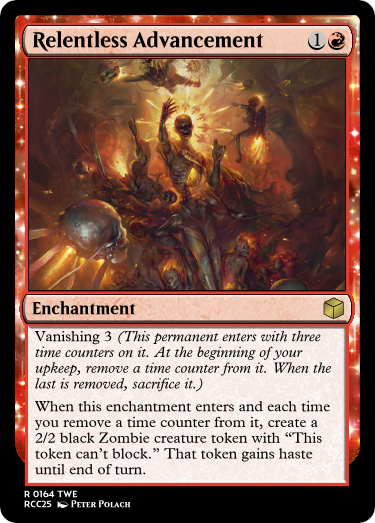 Relentless Advancement 1
Enchantment
Vanishing 3 (This permanent enters with three
time counters on it. At the beginning of your
upkeep, remove a time counter from it. When the
last is removed, sacrifice it.)
When this enchantment enters and each time
you remove a time counter from it, create a
2/2 black Zombie creature token with “This
token can’t block.” That token gains haste
until end of turn.
R 0164 TWE
RCC25 Peter Polach